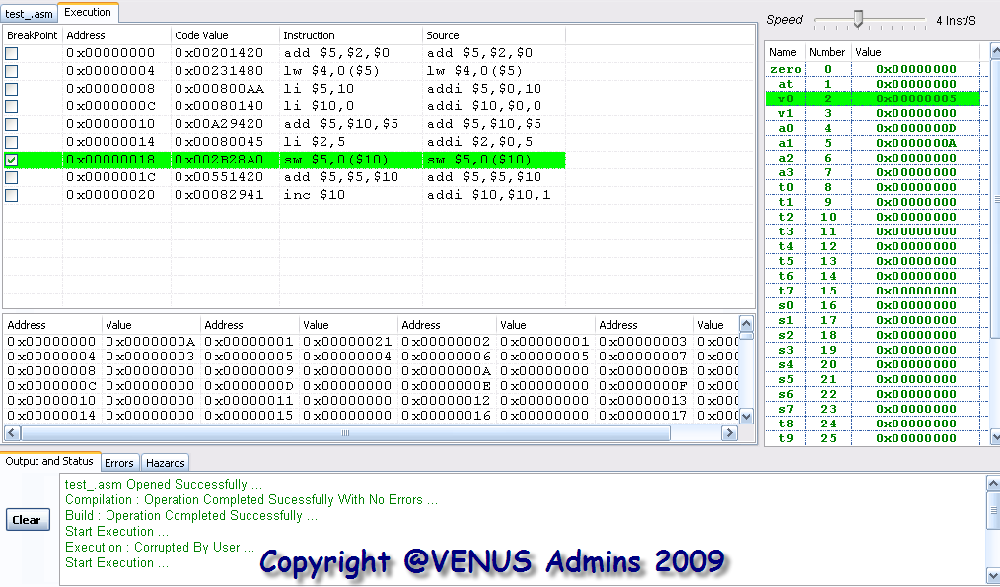 test_.asm Execution
Speed 4 Inst/S
BreakPoint Address Code Value Instruction Source
0x00000000 0x00201420 add $5,$2,$0 add $5,$2,$0
0x00000004 0x00231480 lw $4,0($5) lw $4,0($5)
0x00000008 0x000800AA li $5,10 addi $5,$0,10
0x0000000C 0x00080140 li $10,0 addi $10,$0,0
0x00000010 0x00A29420 add $5,$10,$5 add $5,$10,$5
0x00000014 0x00080045 li $2,5 addi $2,$0,5
0x00000018 0x002B28A0 sw $5,0($10) sw $5,0($10)
0x0000001C 0x00551420 add $5,$5,$10 add $5,$5,$10
0x00000020 0x00082941 inc $10 addi $10,$10,1
Name Number Value
zero 0 0x00000000
at 1 0x00000000
v0 2 0x00000005
v1 3 0x00000000
a0 4 0x0000000D
a1 5 0x0000000A
a2 6 0x00000000
a3 7 0x00000000
t0 8 0x00000000
t1 9 0x00000000
t2 10 0x00000000
t3 11 0x00000000
t4 12 0x00000000
t5 13 0x00000000
t6 14 0x00000000
t7 15 0x00000000
s0 16 0x00000000
s1 17 0x00000000
s2 18 0x00000000
s3 19 0x00000000
s4 20 0x00000000
s5 21 0x00000000
s6 22 0x00000000
s7 23 0x00000000
t8 24 0x00000000
t9 25 0x00000000
Address Value Address Value Address Value Address Value
0x00000000 0x0000000A 0x00000001 0x00000021 0x00000002 0x00000001 0x00000003 0x000
0x00000004 0x00000003 0x00000005 0x00000004 0x00000006 0x00000005 0x00000007 0x000
0x00000008 0x00000000 0x00000009 0x00000000 0x0000000A 0x00000000 0x0000000B 0x000
0x0000000C 0x00000000 0x0000000D 0x00000000 0x0000000E 0x00000000 0x0000000F 0x000
0x00000010 0x00000000 0x00000011 0x00000000 0x00000012 0x00000000 0x00000013 0x000
0x00000014 0x00000000 0x00000015 0x00000000 0x00000016 0x00000000 0x00000017 0x000
Output and Status Errors Hazards
Clear
test_.asm Opened Successfully ...
Compilation : Operation Completed Sucessfully With No Errors ...
Build : Operation Completed Successfully ...
Start Execution ...
Execution : Corrupted By User ...
Start Execution ...
Copyright @VENUS Admins 2009